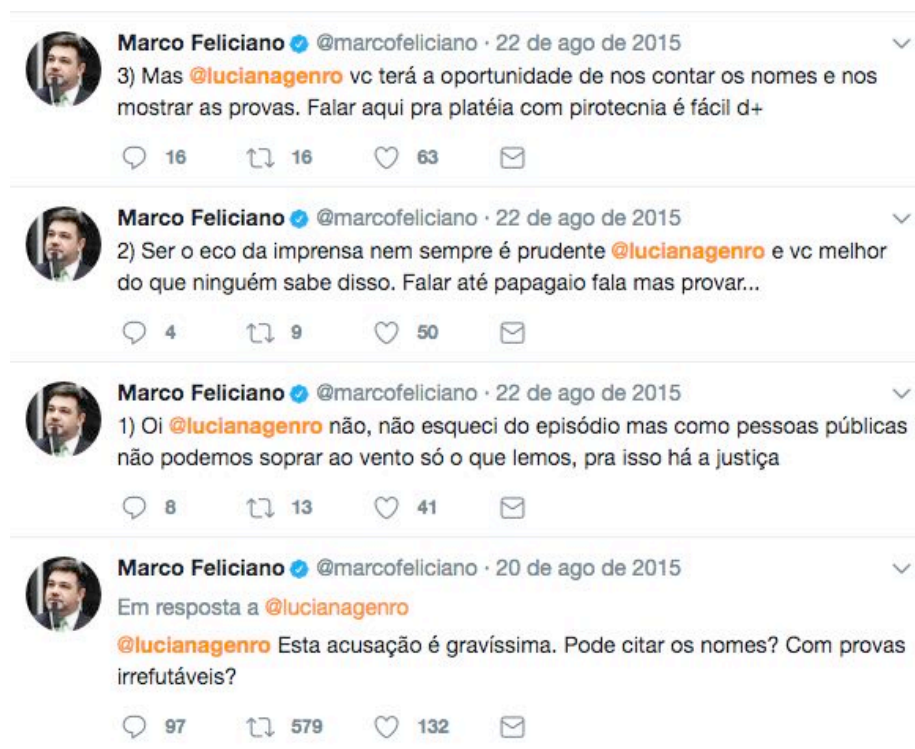 Marco Feliciano @marcofeliciano · 22 de ago de 2015
3) Mas @lucianagenro vc terá a oportunidade de nos contar os nomes e nos
mostrar as provas. Falar aqui pra platéia com pirotecnia é fácil d+
16 16 63
Marco Feliciano @marcofeliciano · 22 de ago de 2015
2) Ser o eco da imprensa nem sempre é prudente @lucianagenro e vc melhor
do que ninguém sabe disso. Falar até papagaio fala mas provar...
4 9 50
Marco Feliciano @marcofeliciano · 22 de ago de 2015
1) Oi @lucianagenro não, não esqueci do episódio mas como pessoas públicas
não podemos soprar ao vento só o que lemos, pra isso há a justiça
8 13 41
Marco Feliciano @marcofeliciano · 20 de ago de 2015
Em resposta a @lucianagenro
@lucianagenro Esta acusação é gravíssima. Pode citar os nomes? Com provas
irrefutáveis?
97 579 132